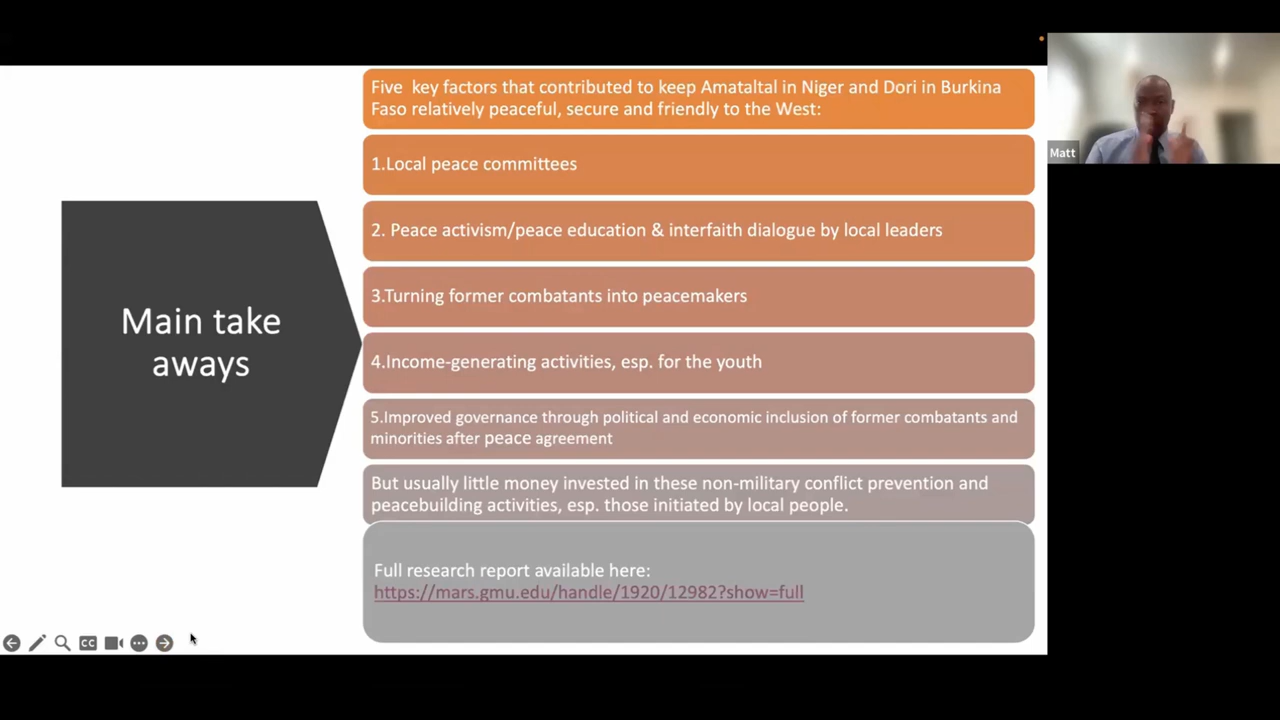 Main take
aways
Five  key factors that contributed to keep Amataltal in Niger and Dori in Burkina
Faso relatively peaceful, secure and friendly to the West:
1.Local peace committees
2. Peace activism/peace education & interfaith dialogue by local leaders
3.Turning former combatants into peacemakers
4.Income-generating activities, esp. for the youth
5.Improved governance through political and economic inclusion of former combatants and
minorities after peace agreement
But usually little money invested in these non-military conflict prevention and
peacebuilding activities, esp. those initiated by local people.
Full research report available here:
https://mars.gmu.edu/handle/1920/12982?show=full
Matt
CC